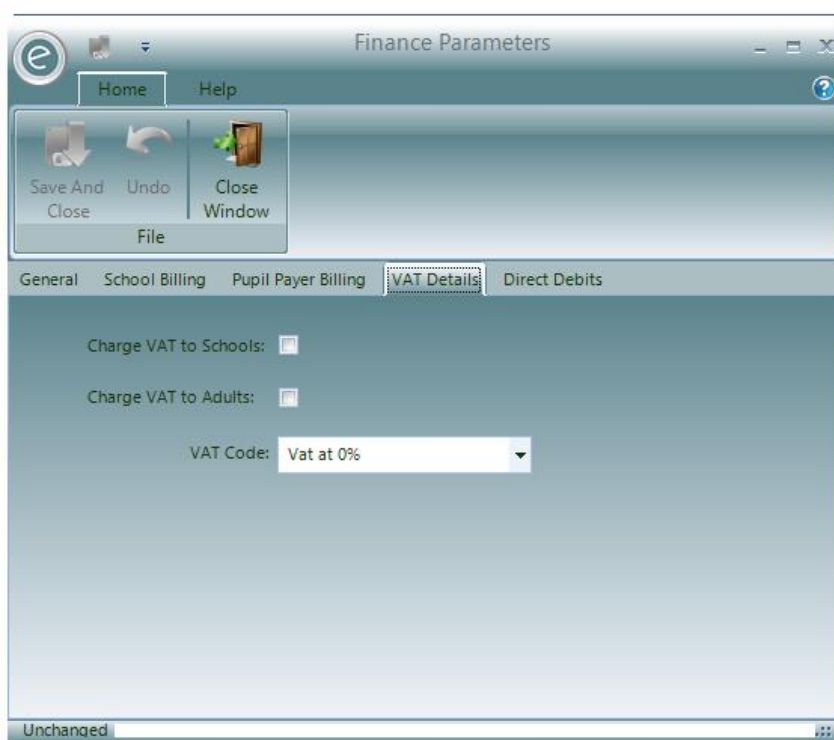 e
Finance Parameters
Home Help
Save And Close
Undo
Close Window
File
General School Billing Pupil Payer Billing VAT Details Direct Debits
Charge VAT to Schools:
Charge VAT to Adults:
VAT Code: Vat at 0%
Unchanged